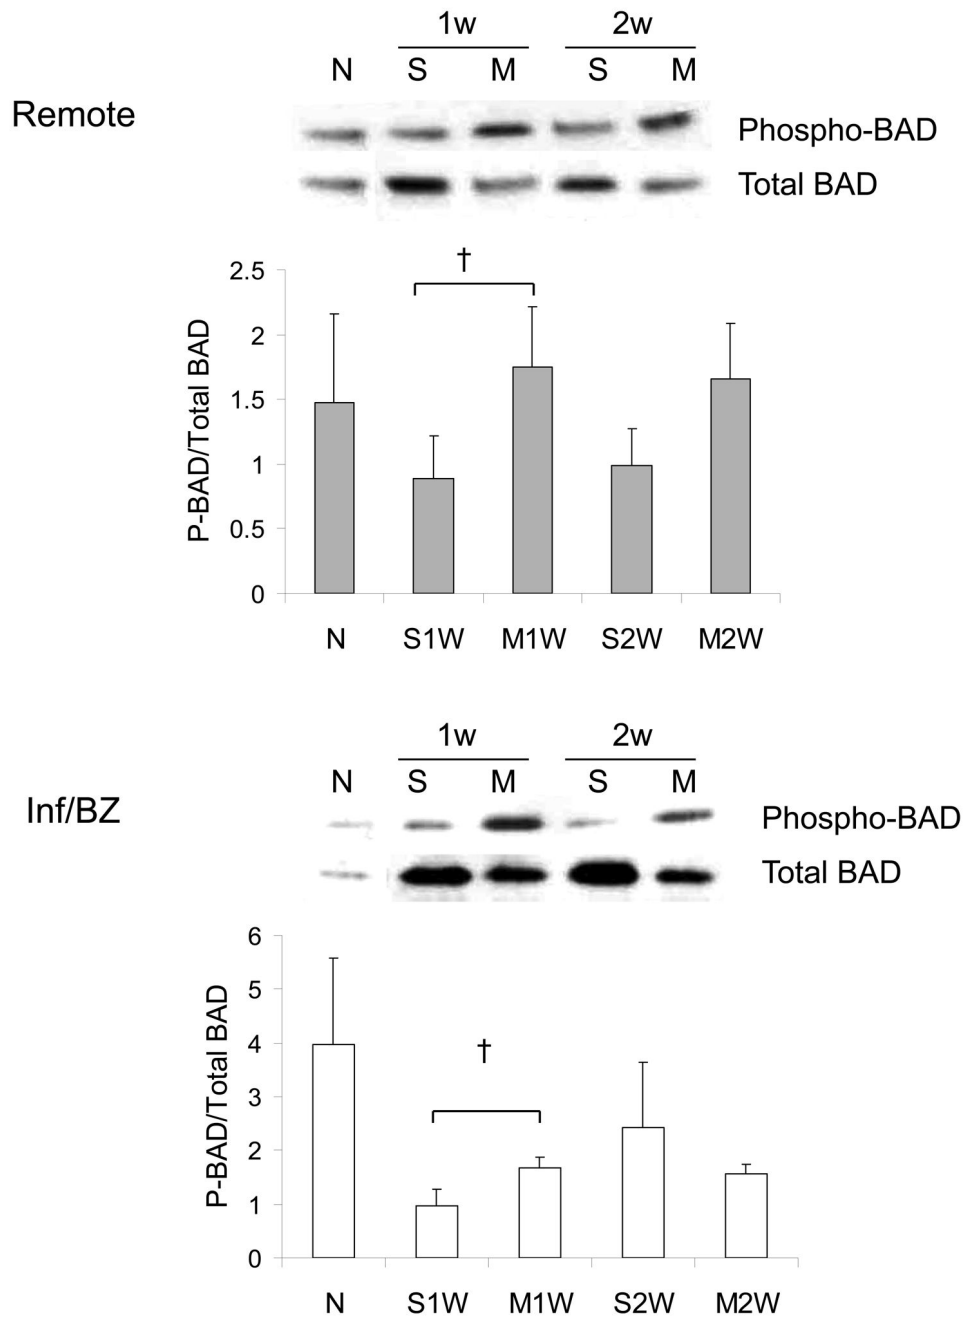 1w 2w
N S M S M
Remote
Phospho-BAD
Total BAD
†
2.5
2
1.5
1
0.5
0
P-BAD/Total BAD
N S1W M1W S2W M2W
1w 2w
N S M S M
Inf/BZ
Phospho-BAD
Total BAD
†
6
5
4
3
2
1
0
P-BAD/Total BAD
N S1W M1W S2W M2W